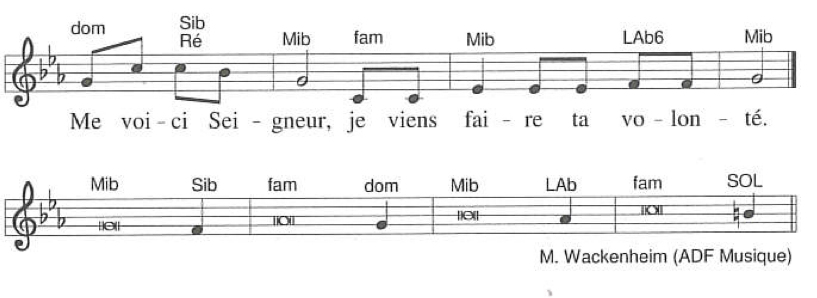 Sib
dom Ré Mib fam Mib LAb6 Mib
Me voi - ci Sei - gneur, je viens fai - re ta vo - lon - té.
Mib Sib fam dom Mib LAb fam SOL
M. Wackenheim (ADF Musique)